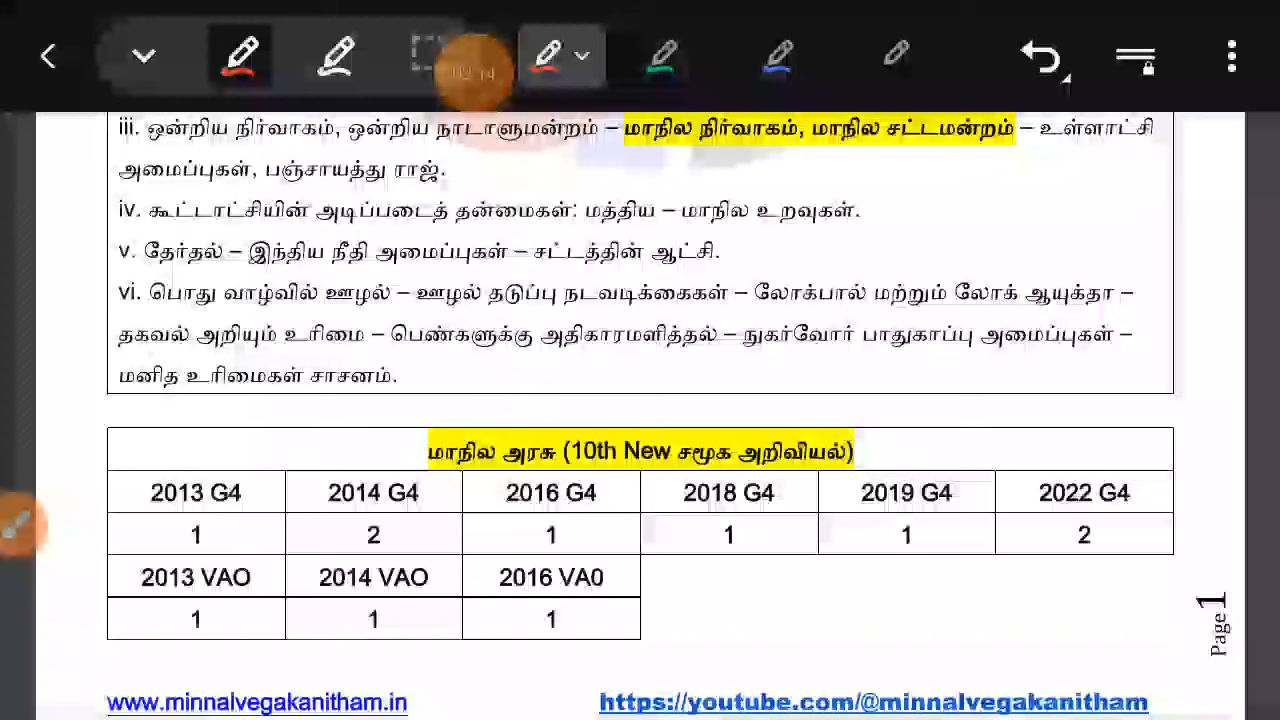 iii. ஒன்றிய நிர்வாகம், ஒன்றிய நாடாளுமன்றம் – மாநில நிர்வாகம், மாநில சட்டமன்றம் – உள்ளாட்சி
அமைப்புகள், பஞ்சாயத்து ராஜ்.
iv. கூட்டாட்சியின் அடிப்படைத் தன்மைகள்: மத்திய – மாநில உறவுகள்.
v. தேர்தல் – இந்திய நீதி அமைப்புகள் – சட்டத்தின் ஆட்சி.
vi. பொது வாழ்வில் ஊழல் – ஊழல் தடுப்பு நடவடிக்கைகள் – லோக்பால் மற்றும் லோக் ஆயுக்தா –
தகவல் அறியும் உரிமை – பெண்களுக்கு அதிகாரமளித்தல் – நுகர்வோர் பாதுகாப்பு அமைப்புகள் –
மனித உரிமைகள் சாசனம்.
மாநில அரசு (10th New சமூக அறிவியல்)
2013 G4 2014 G4 2016 G4 2018 G4 2019 G4 2022 G4
1 2 1 1 1 2
2013 VAO 2014 VAO 2016 VA0
1 1 1
Page 1
www.minnalvegakanitham.in https://youtube.com/@minnalvegakanitham